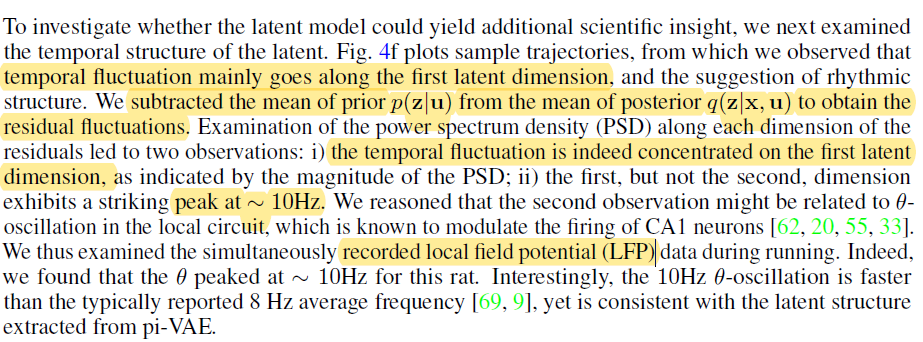 To investigate whether the latent model could yield additional scientific insight, we next examined
the temporal structure of the latent. Fig. 4f plots sample trajectories, from which we observed that
temporal fluctuation mainly goes along the first latent dimension, and the suggestion of rhythmic
structure. We subtracted the mean of prior p(z|u) from the mean of posterior q(z|x, u) to obtain the
residual fluctuations. Examination of the power spectrum density (PSD) along each dimension of the
residuals led to two observations: i) the temporal fluctuation is indeed concentrated on the first latent
dimension, as indicated by the magnitude of the PSD; ii) the first, but not the second, dimension
exhibits a striking peak at ∼ 10Hz. We reasoned that the second observation might be related to θ-
oscillation in the local circuit, which is known to modulate the firing of CA1 neurons [62, 20, 55, 33].
We thus examined the simultaneously recorded local field potential (LFP) data during running. Indeed,
we found that the θ peaked at ∼ 10Hz for this rat. Interestingly, the 10Hz θ-oscillation is faster
than the typically reported 8 Hz average frequency [69, 9], yet is consistent with the latent structure
extracted from pi-VAE.